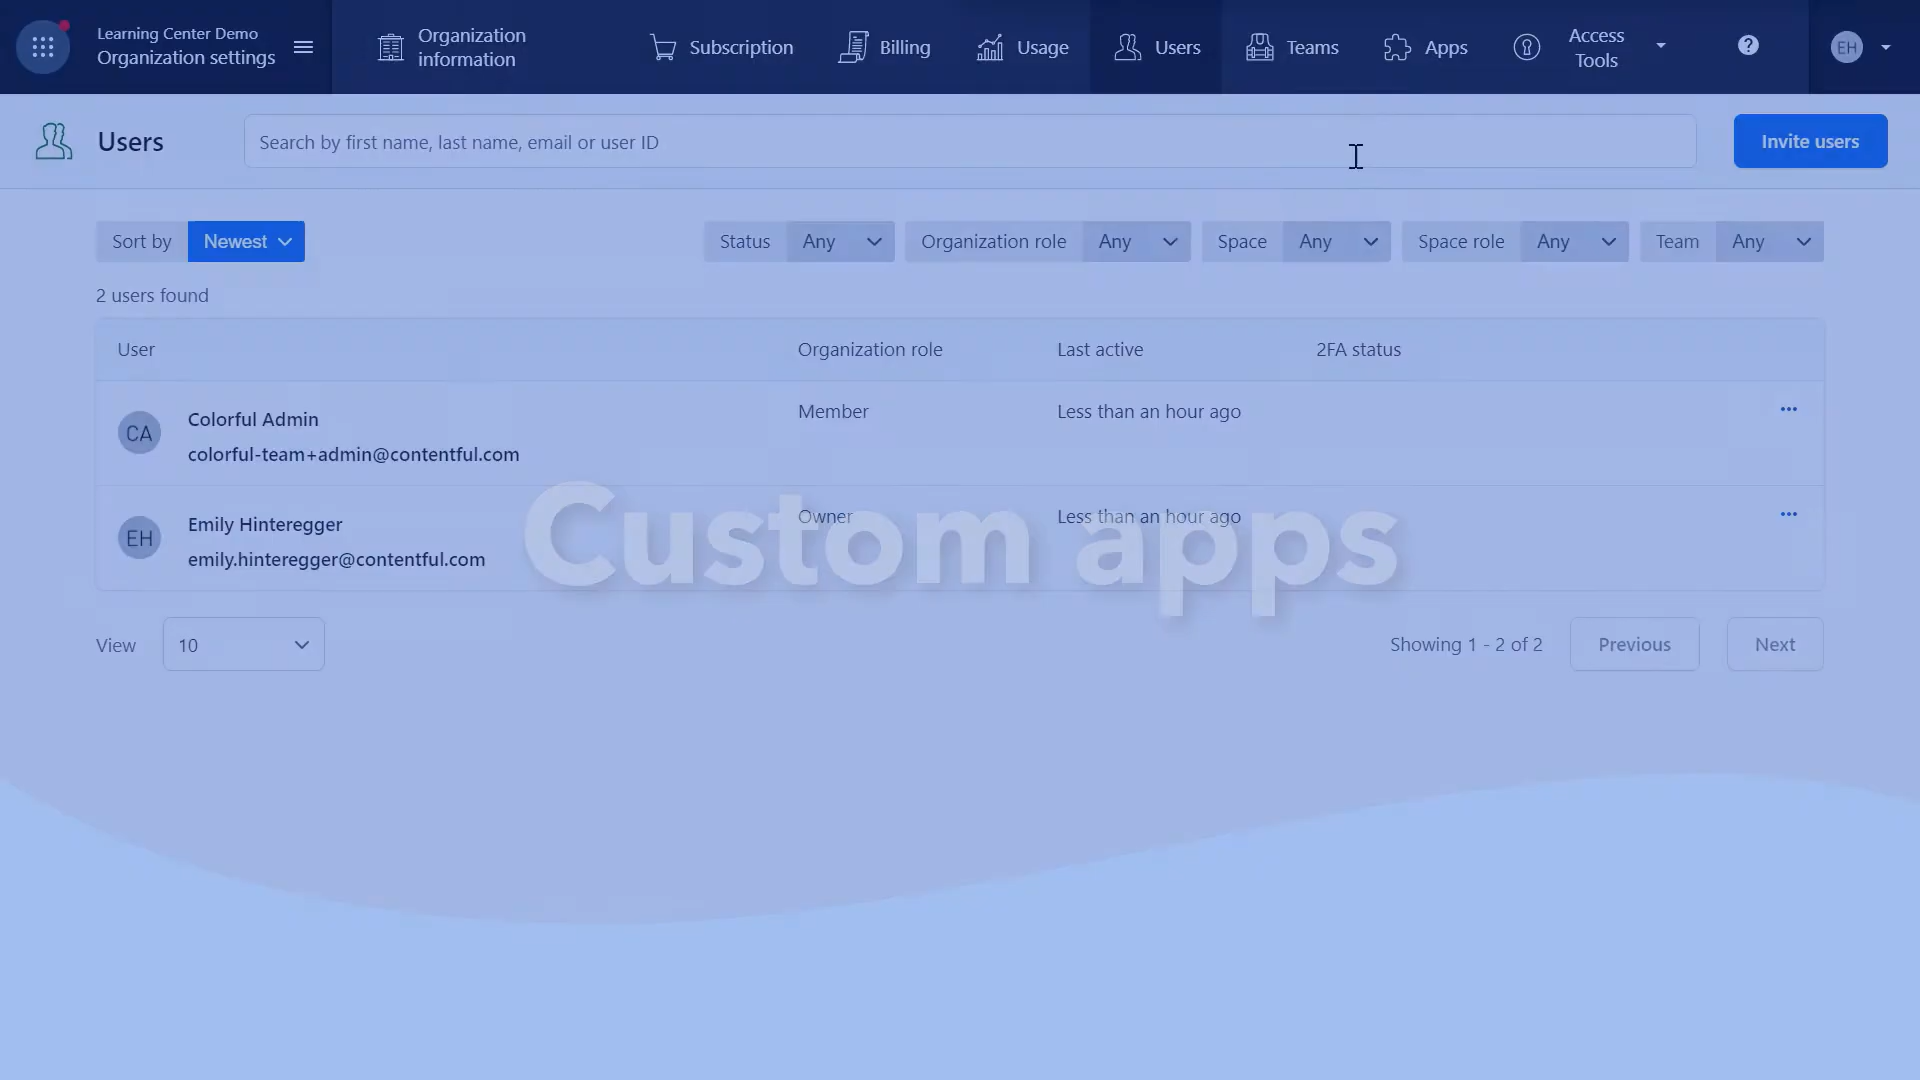 Learning Center Demo
Organization settings
Organization
information
Subscription
Billing
Usage
Users
Teams
Apps
Access
Tools
?
EH
Users
Search by first name, last name, email or user ID
Invite users
Sort by Newest
Status Any
Organization role Any
Space Any
Space role Any
Team Any
2 users found
User Organization role Last active 2FA status
CA
Colorful Admin
colorful-team+admin@contentful.com
Member
Less than an hour ago
EH
Emily Hinteregger
emily.hinteregger@contentful.com
Owner
Less than an hour ago
Custom apps
View 10
Showing 1 - 2 of 2
Previous
Next